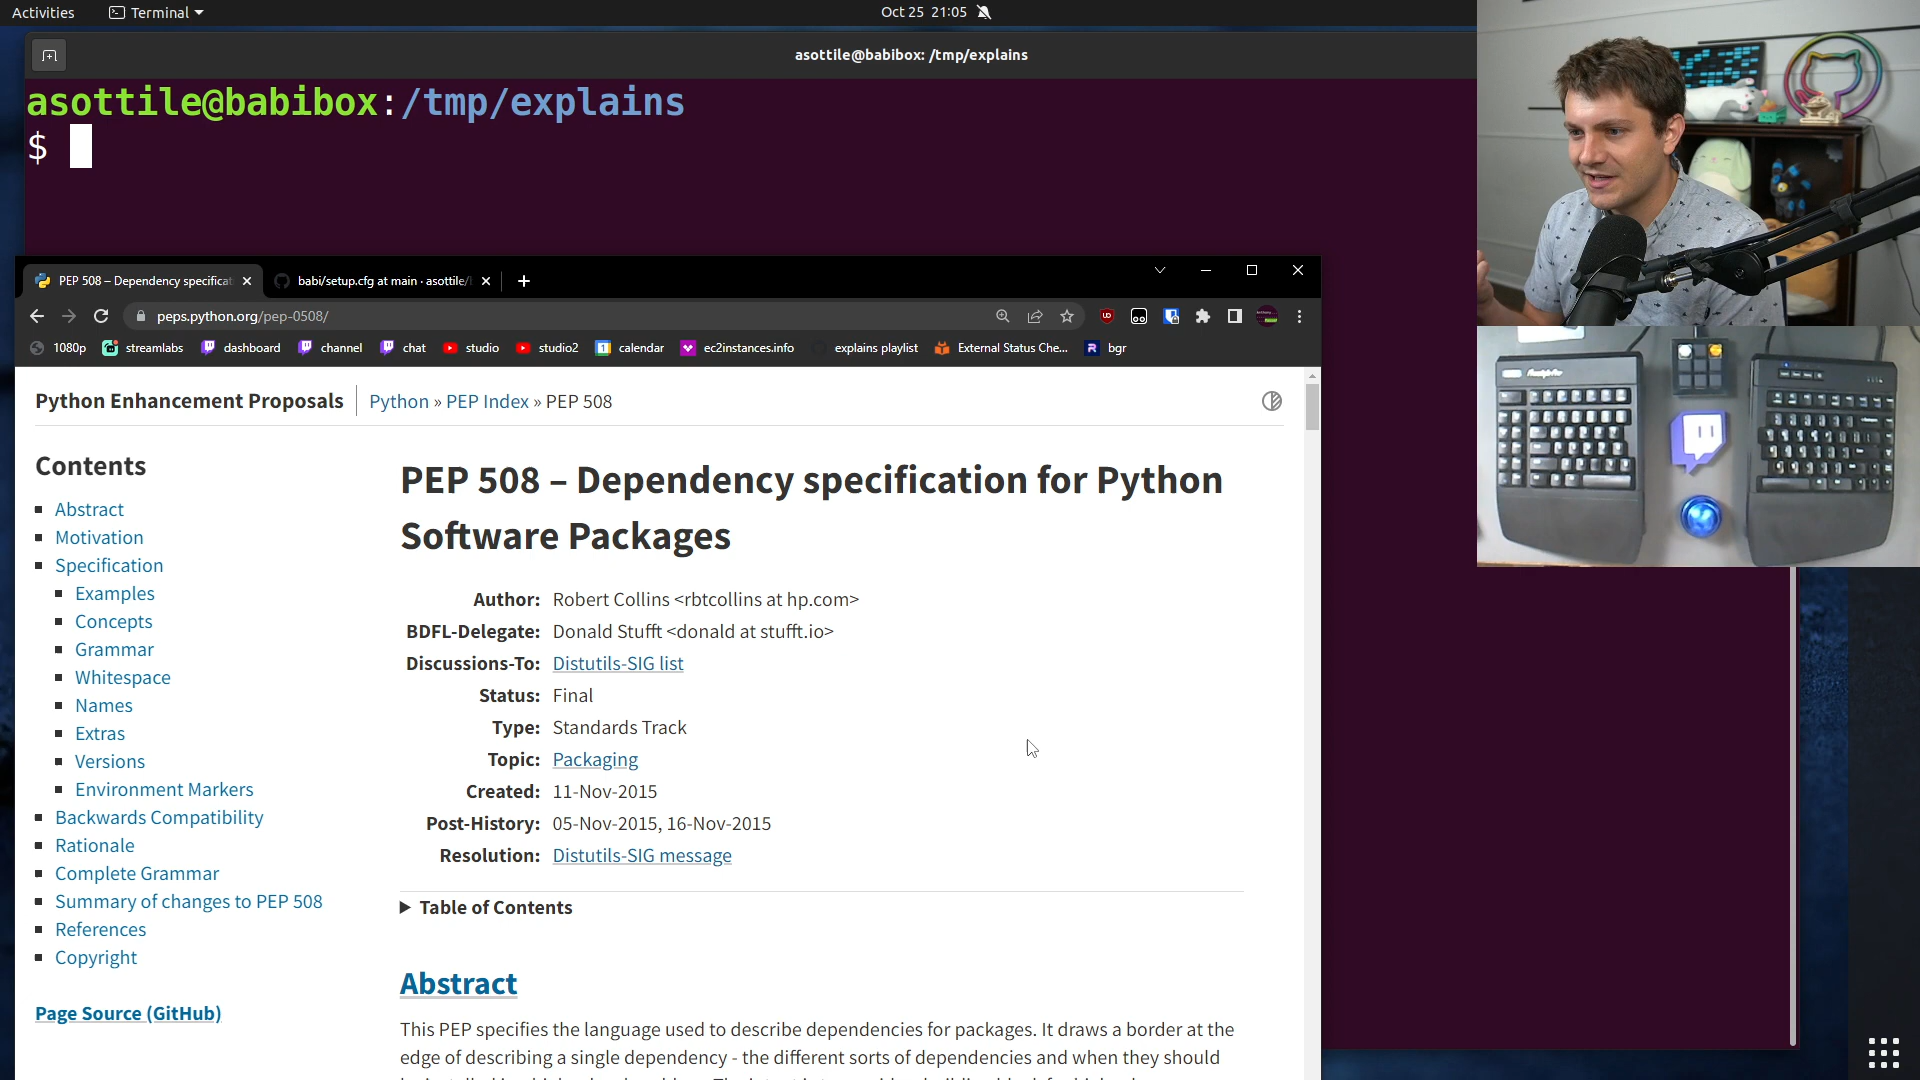 Activities
Terminal
Oct 25 21:05
asottile@babibox: /tmp/explains
asottile@babibox:/tmp/explains
$
PEP 508 – Dependency specificat
babi/setup.cfg at main · asottile/
peps.python.org/pep-0508/
1080p
streamlabs
dashboard
channel
chat
studio
studio2
calendar
ec2instances.info
explains playlist
External Status Che...
bgr
Python Enhancement Proposals
Python » PEP Index » PEP 508
Contents
Abstract
Motivation
Specification
Examples
Concepts
Grammar
Whitespace
Names
Extras
Versions
Environment Markers
Backwards Compatibility
Rationale
Complete Grammar
Summary of changes to PEP 508
References
Copyright
Page Source (GitHub)
PEP 508 – Dependency specification for Python
Software Packages
Author: Robert Collins <rbtcollins at hp.com>
BDFL-Delegate: Donald Stufft <donald at stufft.io>
Discussions-To: Distutils-SIG list
Status: Final
Type: Standards Track
Topic: Packaging
Created: 11-Nov-2015
Post-History: 05-Nov-2015, 16-Nov-2015
Resolution: Distutils-SIG message
Table of Contents
Abstract
This PEP specifies the language used to describe dependencies for packages. It draws a border at the
edge of describing a single dependency - the different sorts of dependencies and when they should